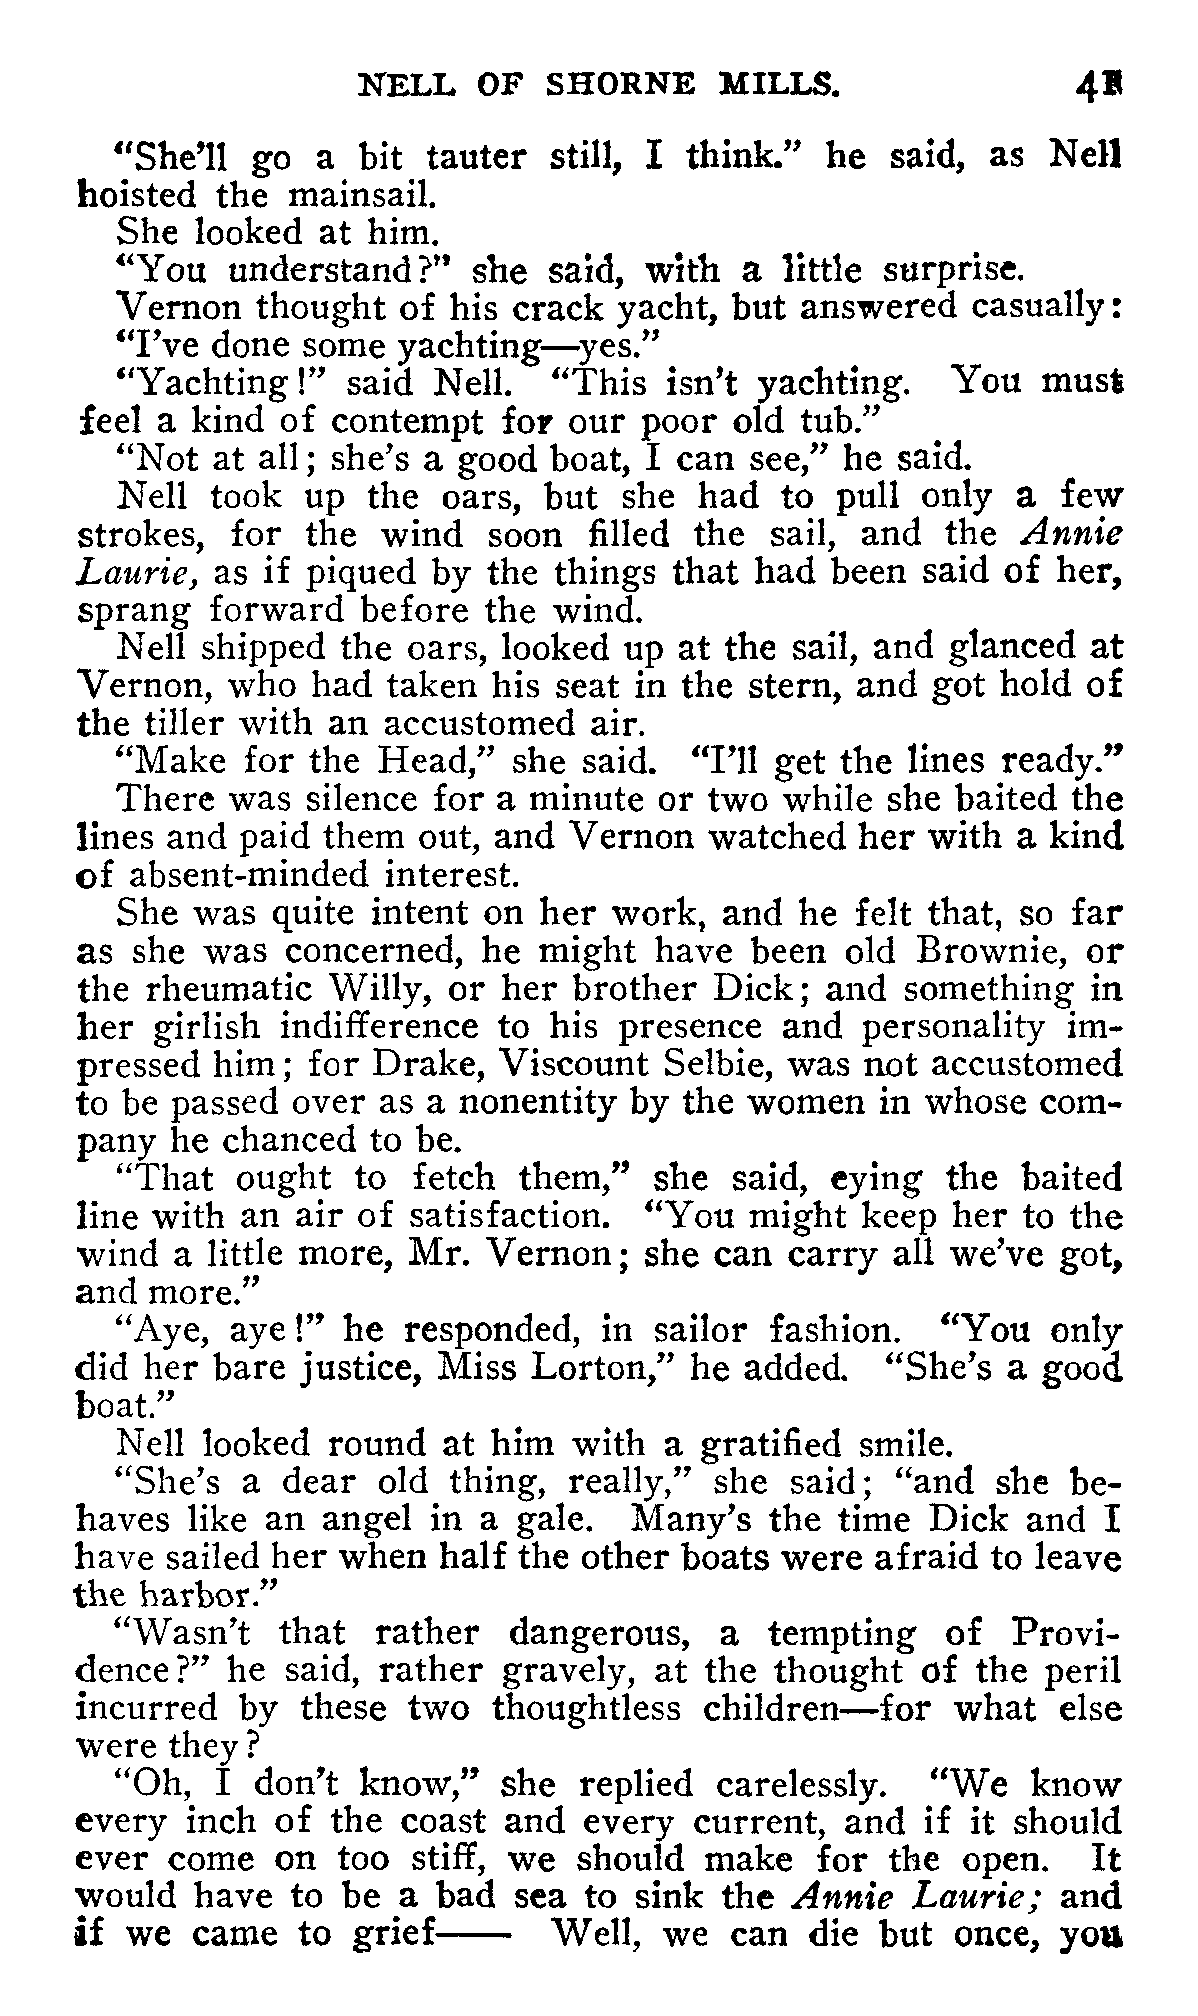 NELL OF SHORNE MILLS. 41
“She’ll go a bit tauter still, I think.” he said, as Nell
hoisted the mainsail.
She looked at him.
“You understand?” she said, with a little surprise.
Vernon thought of his crack yacht, but answered casually:
“I’ve done some yachting—yes.”
“Yachting!” said Nell. “This isn’t yachting. You must
feel a kind of contempt for our poor old tub.”
“Not at all; she’s a good boat, I can see,” he said.
Nell took up the oars, but she had to pull only a few
strokes, for the wind soon filled the sail, and the Annie
Laurie, as if piqued by the things that had been said of her,
sprang forward before the wind.
Nell shipped the oars, looked up at the sail, and glanced at
Vernon, who had taken his seat in the stern, and got hold of
the tiller with an accustomed air.
“Make for the Head,” she said. “I’ll get the lines ready.”
There was silence for a minute or two while she baited the
lines and paid them out, and Vernon watched her with a kind
of absent-minded interest.
She was quite intent on her work, and he felt that, so far
as she was concerned, he might have been old Brownie, or
the rheumatic Willy, or her brother Dick; and something in
her girlish indifference to his presence and personality im-
pressed him; for Drake, Viscount Selbie, was not accustomed
to be passed over as a nonentity by the women in whose com-
pany he chanced to be.
“That ought to fetch them,” she said, eying the baited
line with an air of satisfaction. “You might keep her to the
wind a little more, Mr. Vernon; she can carry all we’ve got,
and more.”
“Aye, aye!” he responded, in sailor fashion. “You only
did her bare justice, Miss Lorton,” he added. “She’s a good
boat.”
Nell looked round at him with a gratified smile.
“She’s a dear old thing, really,” she said; “and she be-
haves like an angel in a gale. Many’s the time Dick and I
have sailed her when half the other boats were afraid to leave
the harbor.”
“Wasn’t that rather dangerous, a tempting of Provi-
dence?” he said, rather gravely, at the thought of the peril
incurred by these two thoughtless children—for what else
were they?
“Oh, I don’t know,” she replied carelessly. “We know
every inch of the coast and every current, and if it should
ever come on too stiff, we should make for the open. It
would have to be a bad sea to sink the Annie Laurie; and
if we came to grief—— Well, we can die but once, you